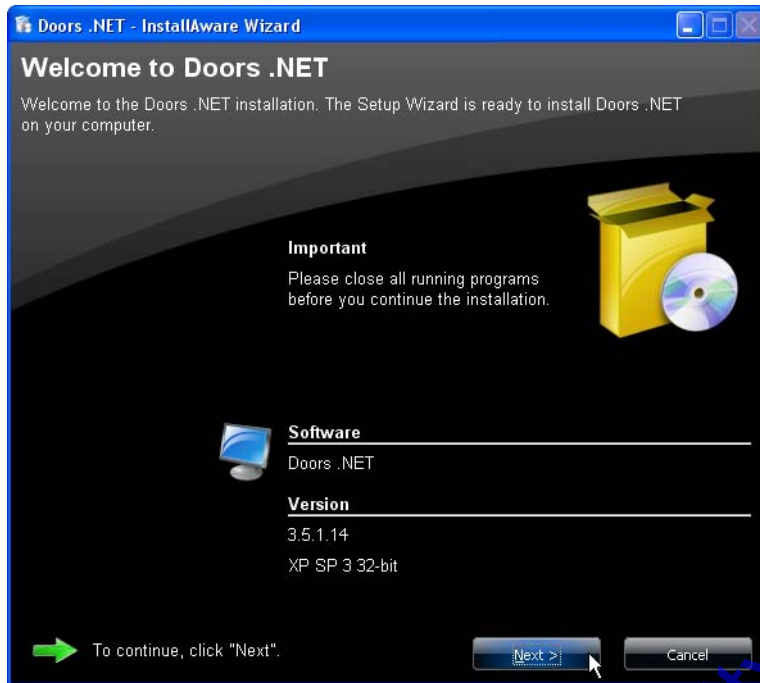 Doors .NET - InstallAware Wizard
Welcome to Doors .NET
Welcome to the Doors .NET installation. The Setup Wizard is ready to install Doors .NET
on your computer.
Important
Please close all running programs
before you continue the installation.
Software
Doors .NET
Version
3.5.1.14
XP SP 3 32-bit
To continue, click "Next".
Next >
Cancel